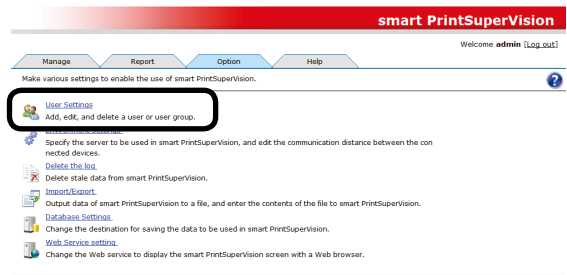 smart PrintSuperVision
Welcome admin [Log out]
Manage Report Option Help
Make various settings to enable the use of smart PrintSuperVision.
?
User Settings
Add, edit, and delete a user or user group.
Specify the server to be used in smart PrintSuperVision, and edit the communication distance between the con
nected devices.
Delete the log
Delete stale data from smart PrintSuperVision.
Import/Export
Output data of smart PrintSuperVision to a file, and enter the contents of the file to smart PrintSuperVision.
Database Settings
Change the destination for saving the data to be used in smart PrintSuperVision.
Web Service setting
Change the Web service to display the smart PrintSuperVision screen with a Web browser.